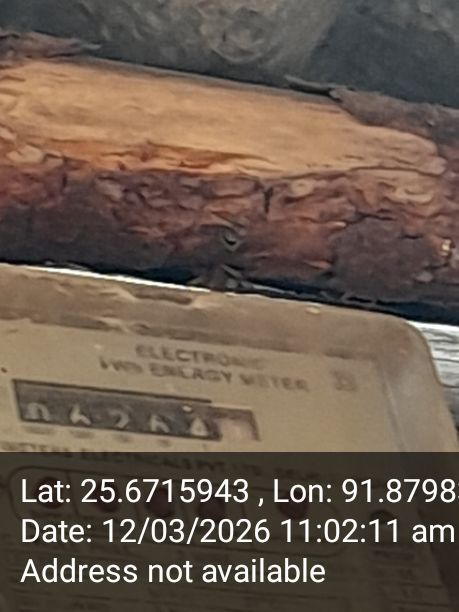 ELECTRONIC
kWh ENERGY METER
Lat: 25.6715943 , Lon: 91.8798
Date: 12/03/2026 11:02:11 am
Address not available